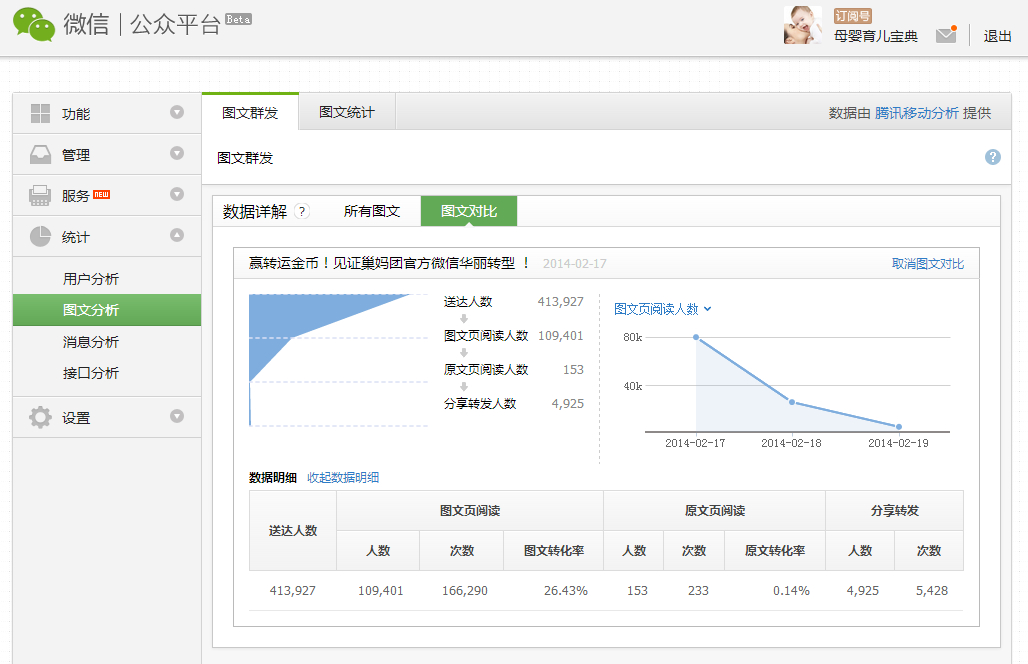 微信 公众平台 Beta
订阅号
母婴育儿宝典
退出
功能
管理
服务 NEW
统计
用户分析
图文分析
消息分析
接口分析
设置
图文群发 图文统计 数据由 腾讯移动分析 提供
图文群发 ?
数据详解 ? 所有图文 图文对比
赢转运金币！见证巢妈团官方微信华丽转型 ！ 2014-02-17 取消图文对比
送达人数 413,927
图文页阅读人数 109,401
原文页阅读人数 153
分享转发人数 4,925
图文页阅读人数
80k
40k
2014-02-17 2014-02-18 2014-02-19
数据明细 收起数据明细
送达人数 图文页阅读 原文页阅读 分享转发
人数 次数 图文转化率 人数 次数 原文转化率 人数 次数
413,927 109,401 166,290 26.43% 153 233 0.14% 4,925 5,428